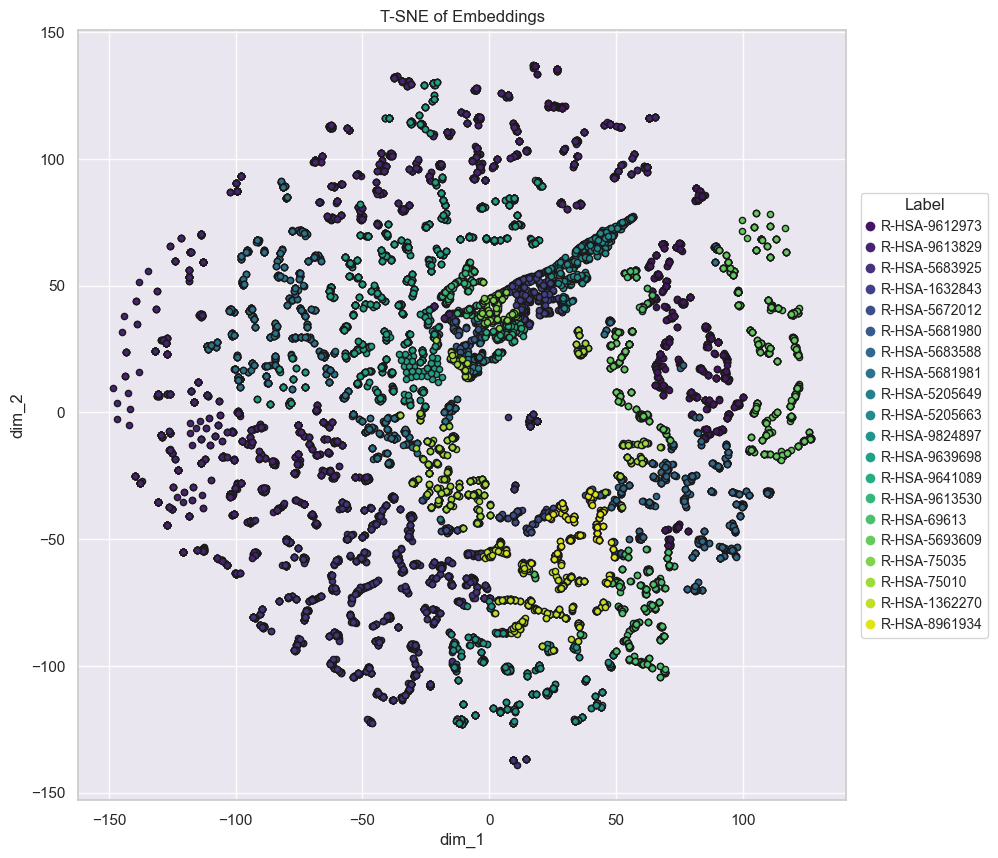 T-SNE of Embeddings
150
100
50
0
−50
−100
−150
dim_2
−150
−100
−50
0
50
100
dim_1
Label
R-HSA-9612973
R-HSA-9613829
R-HSA-5683925
R-HSA-1632843
R-HSA-5672012
R-HSA-5681980
R-HSA-5683588
R-HSA-5681981
R-HSA-5205649
R-HSA-5205663
R-HSA-9824897
R-HSA-9639698
R-HSA-9641089
R-HSA-9613530
R-HSA-69613
R-HSA-5693609
R-HSA-75035
R-HSA-75010
R-HSA-1362270
R-HSA-8961934